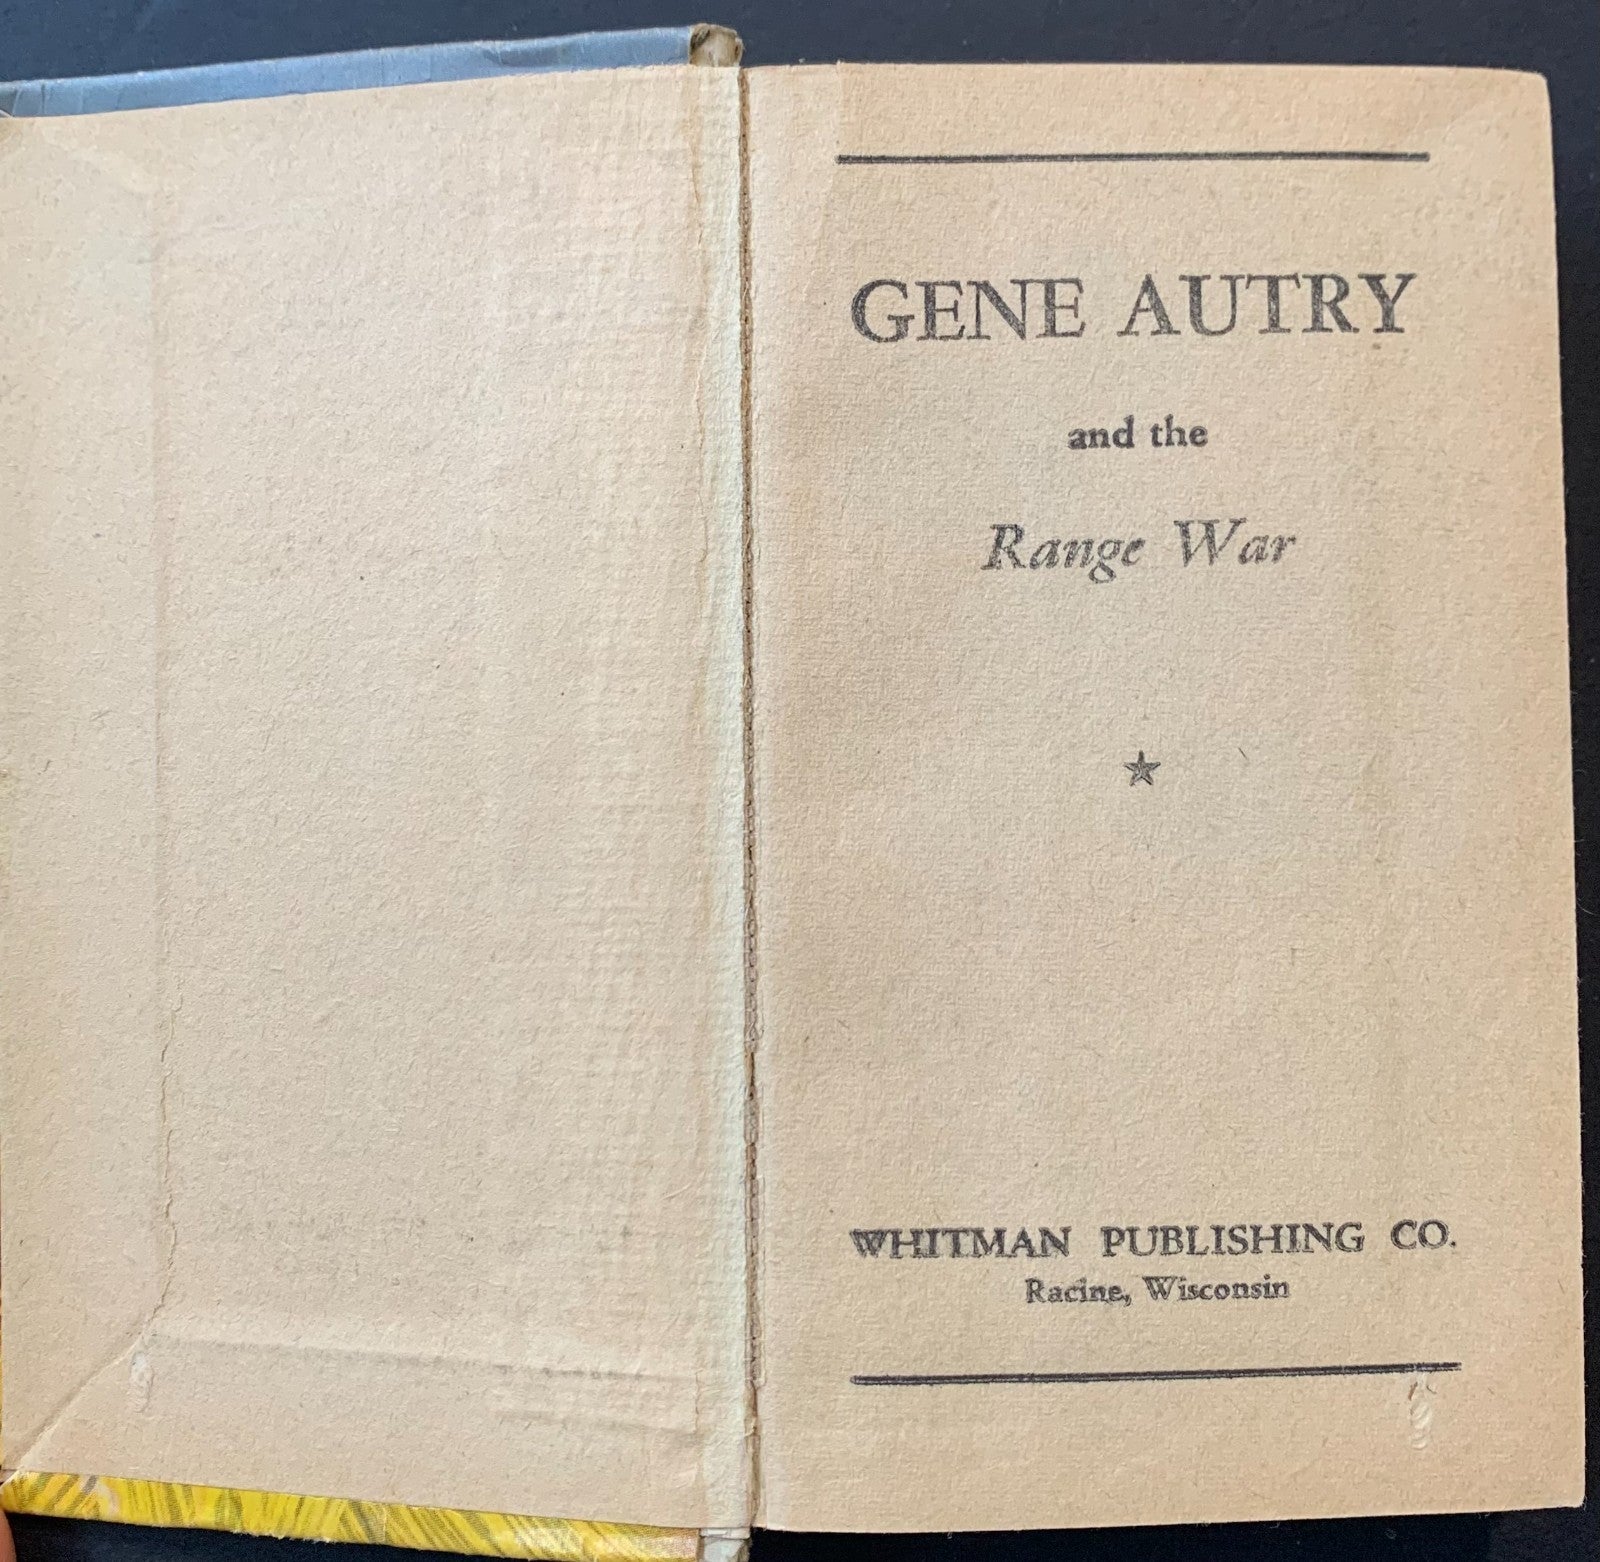 GENE AUTRY
and the
Range War
WHITMAN PUBLISHING CO.
Racine, Wisconsin